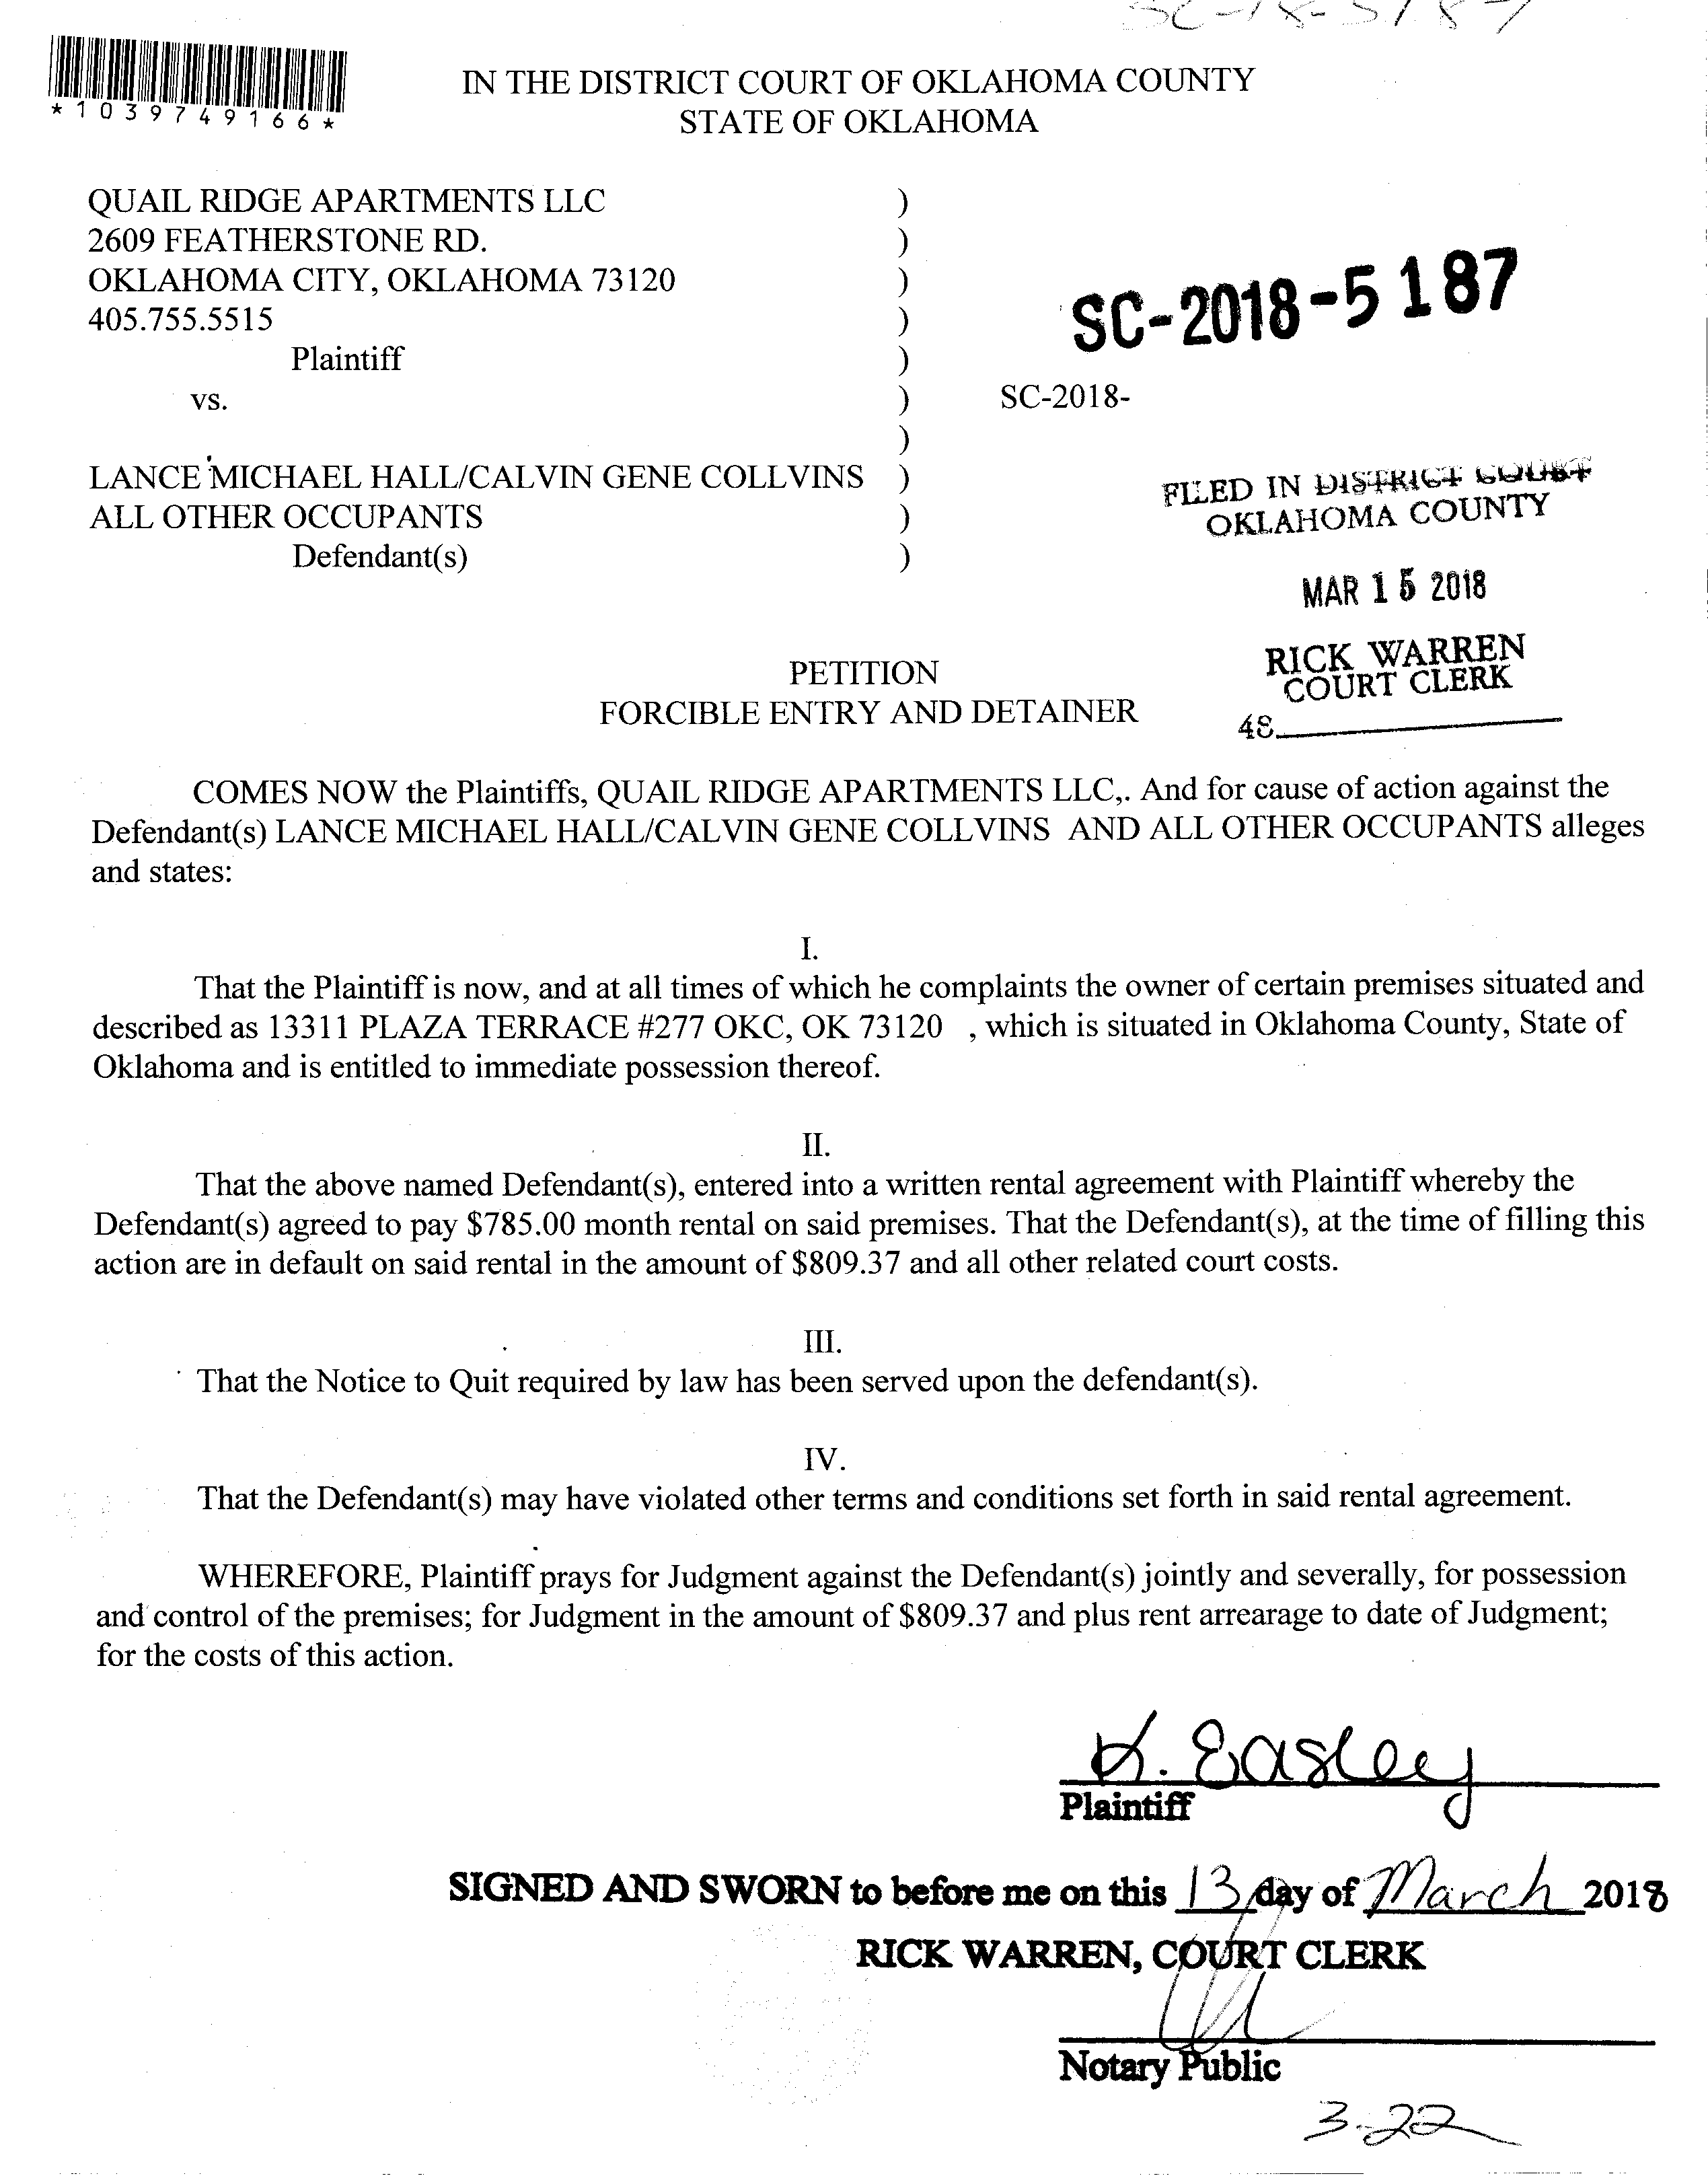 SC-18-5187
*1039749166*
IN THE DISTRICT COURT OF OKLAHOMA COUNTY
STATE OF OKLAHOMA
QUAIL RIDGE APARTMENTS LLC )
2609 FEATHERSTONE RD. )
OKLAHOMA CITY, OKLAHOMA 73120 )
405.755.5515 )
SC-2018-5187
Plaintiff )
vs. ) SC-2018-
)
LANCE MICHAEL HALL/CALVIN GENE COLLVINS )
ALL OTHER OCCUPANTS )
Defendant(s) )
FILED IN DISTRICT COURT
OKLAHOMA COUNTY
MAR 15 2018
RICK WARREN
COURT CLERK
48
PETITION
FORCIBLE ENTRY AND DETAINER
COMES NOW the Plaintiffs, QUAIL RIDGE APARTMENTS LLC,. And for cause of action against the
Defendant(s) LANCE MICHAEL HALL/CALVIN GENE COLLVINS AND ALL OTHER OCCUPANTS alleges
and states:
I.
That the Plaintiff is now, and at all times of which he complaints the owner of certain premises situated and
described as 13311 PLAZA TERRACE #277 OKC, OK 73120 , which is situated in Oklahoma County, State of
Oklahoma and is entitled to immediate possession thereof.
II.
That the above named Defendant(s), entered into a written rental agreement with Plaintiff whereby the
Defendant(s) agreed to pay $785.00 month rental on said premises. That the Defendant(s), at the time of filling this
action are in default on said rental in the amount of $809.37 and all other related court costs.
III.
That the Notice to Quit required by law has been served upon the defendant(s).
IV.
That the Defendant(s) may have violated other terms and conditions set forth in said rental agreement.
WHEREFORE, Plaintiff prays for Judgment against the Defendant(s) jointly and severally, for possession
and control of the premises; for Judgment in the amount of $809.37 and plus rent arrearage to date of Judgment;
for the costs of this action.
K. Easley
Plaintiff
SIGNED AND SWORN to before me on this 13 day of March 2018
RICK WARREN, COURT CLERK
Notary Public
3-22